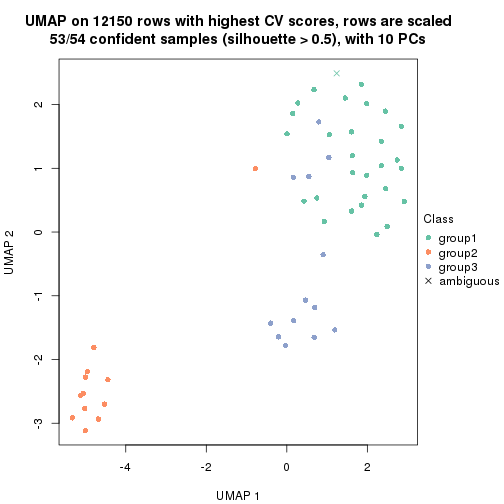 UMAP on 12150 rows with highest CV scores, rows are scaled
53/54 confident samples (silhouette > 0.5), with 10 PCs
2
1
0
-1
-2
-3
UMAP 2
-4
-2
0
2
UMAP 1
Class
group1
group2
group3
ambiguous